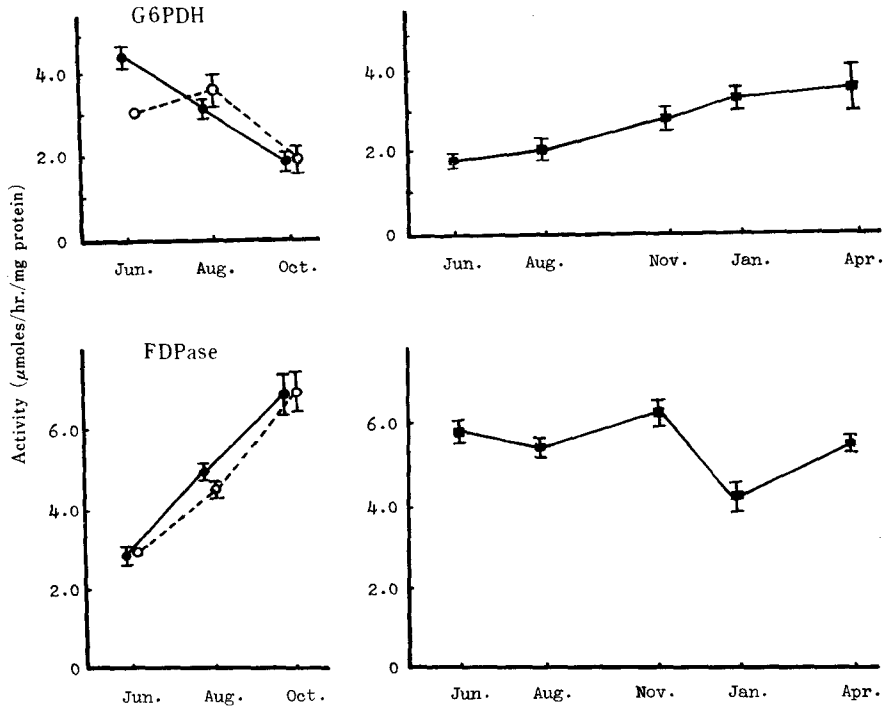 G6PDH
4.0
2.0
0
Jun. Aug. Oct.
4.0
2.0
0
Jun. Aug. Nov. Jan. Apr.
Activity (μmoles/hr./mg protein)
FDPase
6.0
4.0
2.0
0
Jun. Aug. Oct.
6.0
4.0
2.0
0
Jun. Aug. Nov. Jan. Apr.